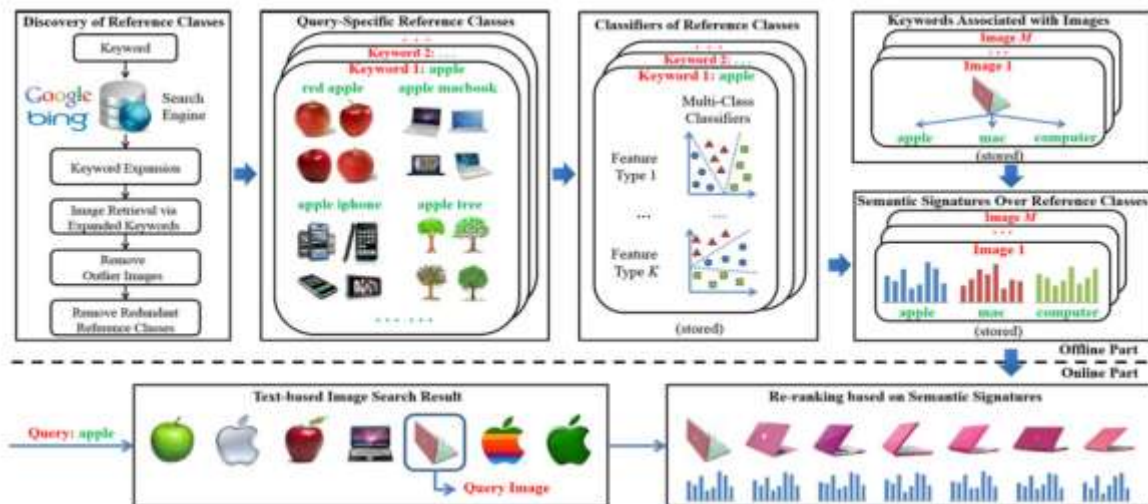 Discovery of Reference Classes
Keyword
Google
bing
Search
Engine
Keyword Expansion
Image Retrieval via
Expanded Keywords
Remove
Outlier Images
Remove Redundant
Reference Classes
Query-Specific Reference Classes
. . .
Keyword 2: . . .
Keyword 1: apple
red apple
apple macbook
apple iphone
apple tree
. . . . . .
Classifiers of Reference Classes
. . .
Keyword 2: . . .
Keyword 1: apple
Multi-Class
Classifiers
Feature
Type 1
... ...
Feature
Type K
(stored)
Keywords Associated with Images
Image M
. . .
Image 1
apple mac computer
(stored)
Semantic Signatures Over Reference Classes
Image M
. . .
Image 1
apple mac computer
(stored)
Offline Part
Online Part
Query: apple
Text-based Image Search Result
Query Image
Re-ranking based on Semantic Signatures